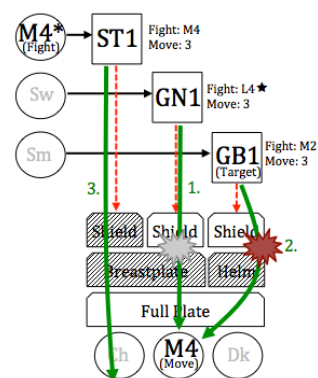 M4*
(Fight)
ST1
Fight: M4
Move: 3
Sw
GN1
Fight: L4★
Move: 3
Sm
GB1
(Target)
Fight: M2
Move: 3
3.
1.
2.
Shield
Shield
Shield
Breastplate
Helm
Full Plate
Ch
M4
(Move)
Dk